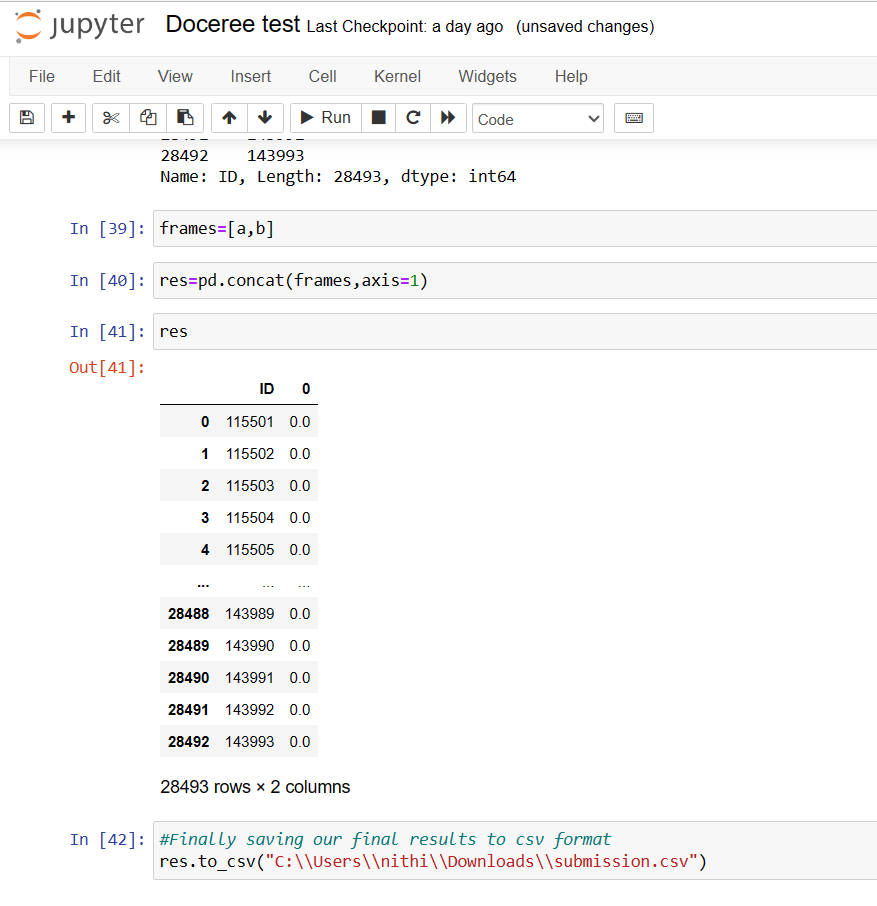 jupyter Doceree test Last Checkpoint: a day ago (unsaved changes)
File Edit View Insert Cell Kernel Widgets Help
Run Code
28492 143993
Name: ID, Length: 28493, dtype: int64
In [39]: frames=[a,b]
In [40]: res=pd.concat(frames,axis=1)
In [41]: res
Out[41]:
ID 0
0 115501 0.0
1 115502 0.0
2 115503 0.0
3 115504 0.0
4 115505 0.0
... ... ...
28488 143989 0.0
28489 143990 0.0
28490 143991 0.0
28491 143992 0.0
28492 143993 0.0
28493 rows × 2 columns
In [42]: #Finally saving our final results to csv format
res.to_csv("C:\\Users\\nithi\\Downloads\\submission.csv")